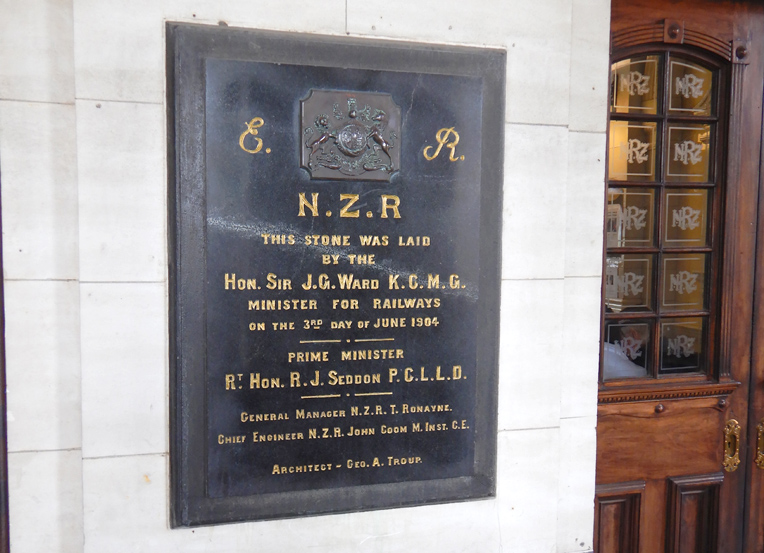 E. R.
N.Z.R
THIS STONE WAS LAID
BY THE
HON. SIR J.G. WARD K.C.M.G.
MINISTER FOR RAILWAYS
ON THE 3RD DAY OF JUNE 1904
PRIME MINISTER
RT HON. R.J. SEDDON P.C.L.L.D.
GENERAL MANAGER N.Z.R. T. RONAYNE.
CHIEF ENGINEER N.Z.R. JOHN COOM M.INST. C.E.
ARCHITECT - GEO. A. TROUP.
NZR NZR
NZR NZR
NZR NZR
NZR NZR
NZR NZR